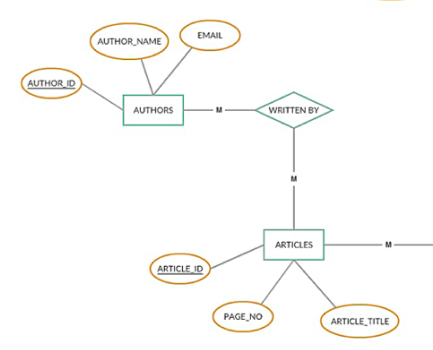 EMAIL
AUTHOR_NAME
AUTHOR_ID
AUTHORS
M
WRITTEN BY
M
ARTICLES
M
ARTICLE_ID
PAGE_NO
ARTICLE_TITLE